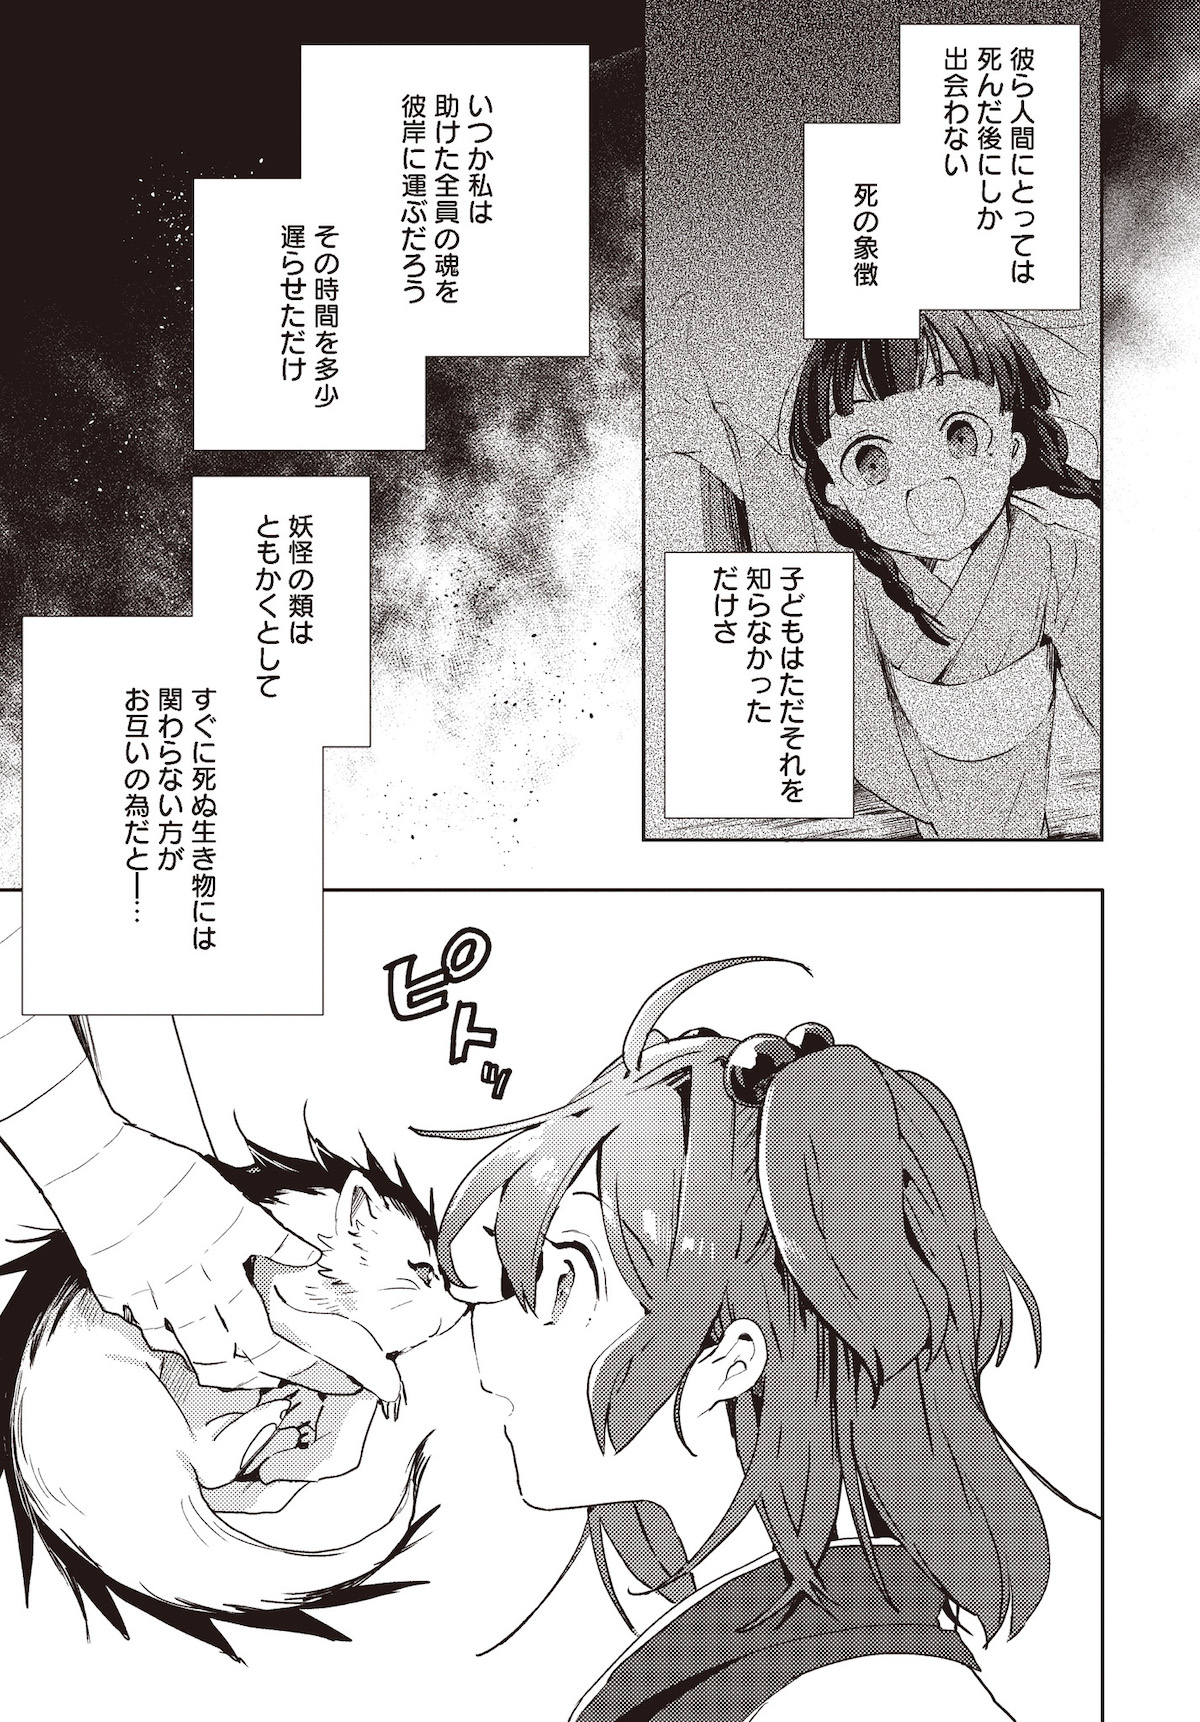 彼ら人間にとっては
死んだ後にしか
出会わない
死の象徴
子どもはただそれを
知らなかった
だけさ
いつか私は
助けた全員の魂を
彼岸に運ぶだろう
その時間を多少
遅らせただけ
妖怪の類は
ともかくとして
すぐに死ぬ生き物には
関わらない方が
お互いの為だと―…
ピトッ